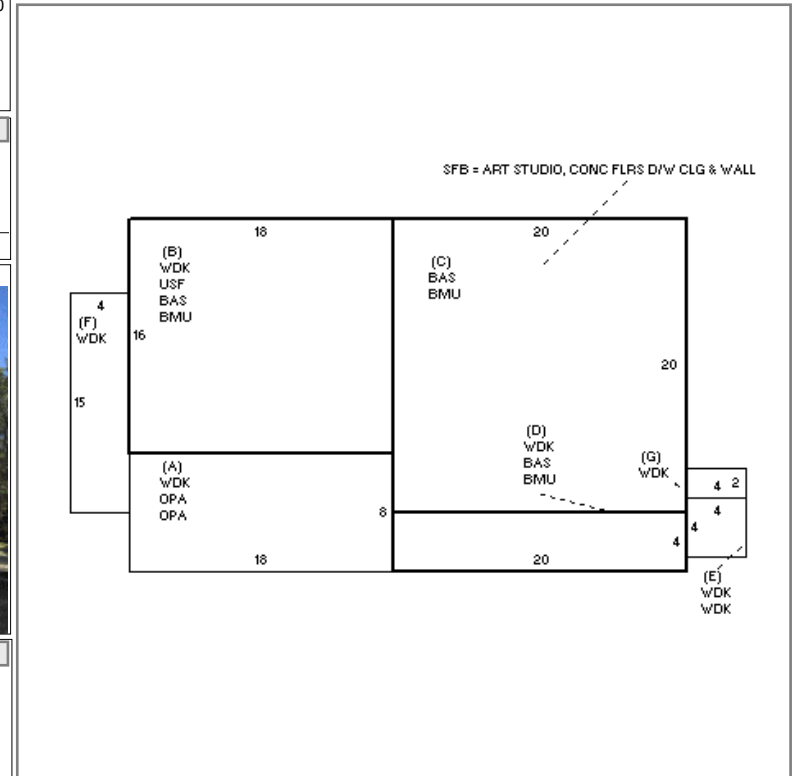 SFB = ART STUDIO, CONC FLRS D/W CLG & WALL
18
20
(B)
WDK
USF
BAS
BMU
(C)
BAS
BMU
4
(F)
WDK
16
15
20
(D)
WDK
BAS
BMU
(G)
WDK
4 2
(A)
WDK
OPA
OPA
8
4
4
4
18
20
(E)
WDK
WDK